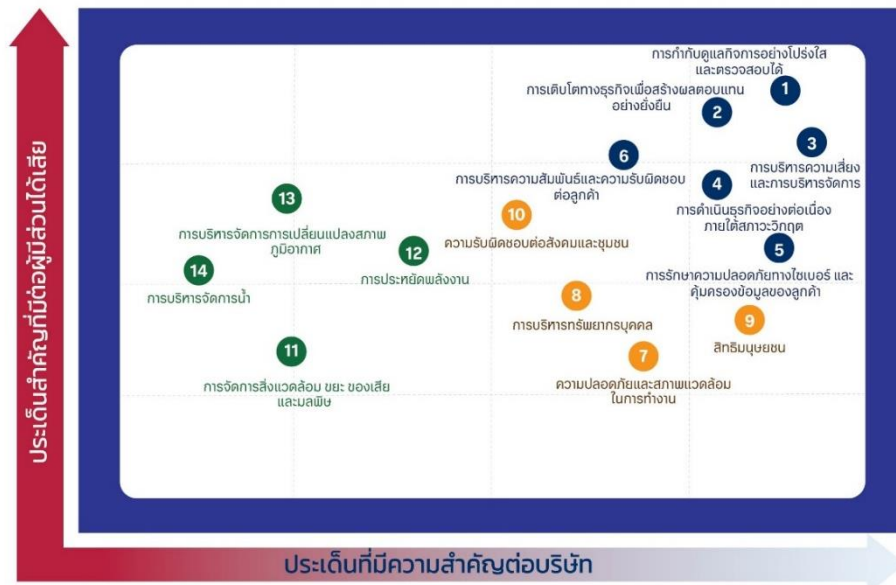 ประเด็นสำคัญที่มีต่อผู้มีส่วนได้เสีย
การกำกับดูแลกิจการอย่างโปร่งใส
และตรวจสอบได้
1
การเติบโตทางธุรกิจเพื่อสร้างผลตอบแทน
อย่างยั่งยืน
2
3
การบริหารความเสี่ยง
และการบริหารจัดการ
6
การบริหารความสัมพันธ์และความรับผิดชอบ
ต่อลูกค้า
4
การดำเนินธุรกิจอย่างต่อเนื่อง
ภายใต้สภาวะวิกฤต
13
การบริหารจัดการการเปลี่ยนแปลงสภาพ
ภูมิอากาศ
10
ความรับผิดชอบต่อสังคมและชุมชน
12
การประหยัดพลังงาน
5
การรักษาความปลอดภัยทางไซเบอร์ และ
คุ้มครองข้อมูลของลูกค้า
14
การบริหารจัดการน้ำ
8
การบริหารทรัพยากรบุคคล
9
สิทธิมนุษยชน
11
การจัดการสิ่งแวดล้อม ขยะ ของเสีย
และมลพิษ
7
ความปลอดภัยและสภาพแวดล้อม
ในการทำงาน
ประเด็นที่มีความสำคัญต่อบริษัท